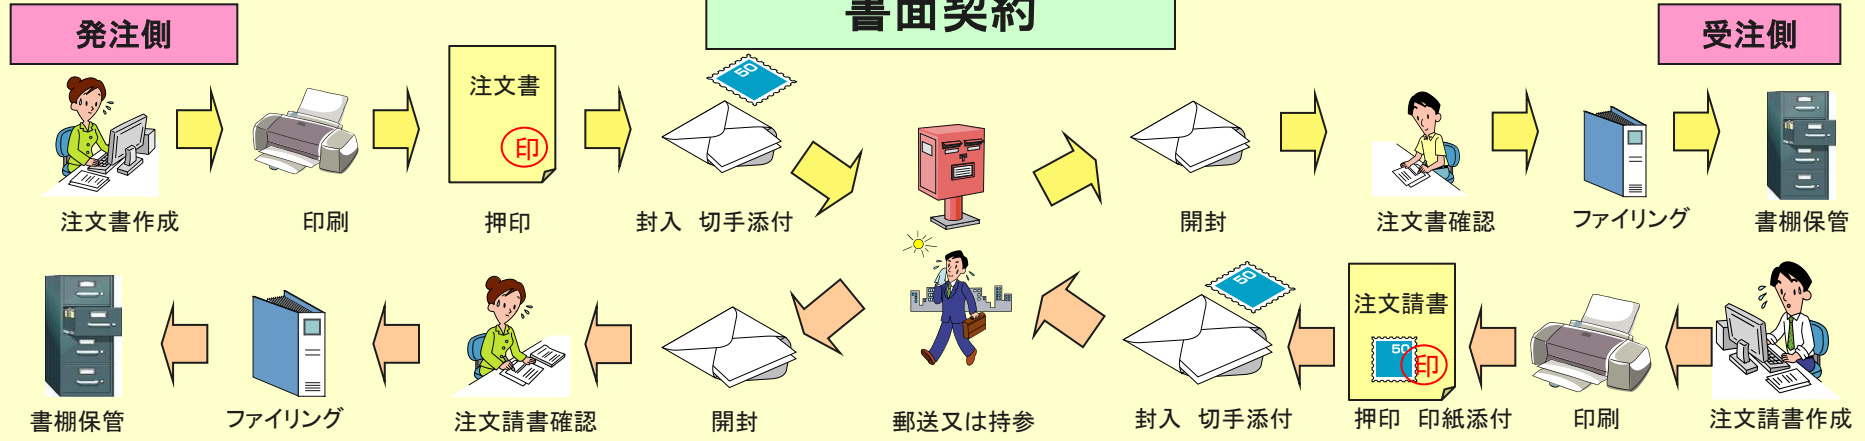 書面契約
発注側
受注側
注文書
印
50
注文書作成
印刷
押印
封入 切手添付
開封
注文書確認
ファイリング
書棚保管
50
注文請書
50
印
書棚保管
ファイリング
注文請書確認
開封
郵送又は持参
封入 切手添付
押印 印紙添付
印刷
注文請書作成